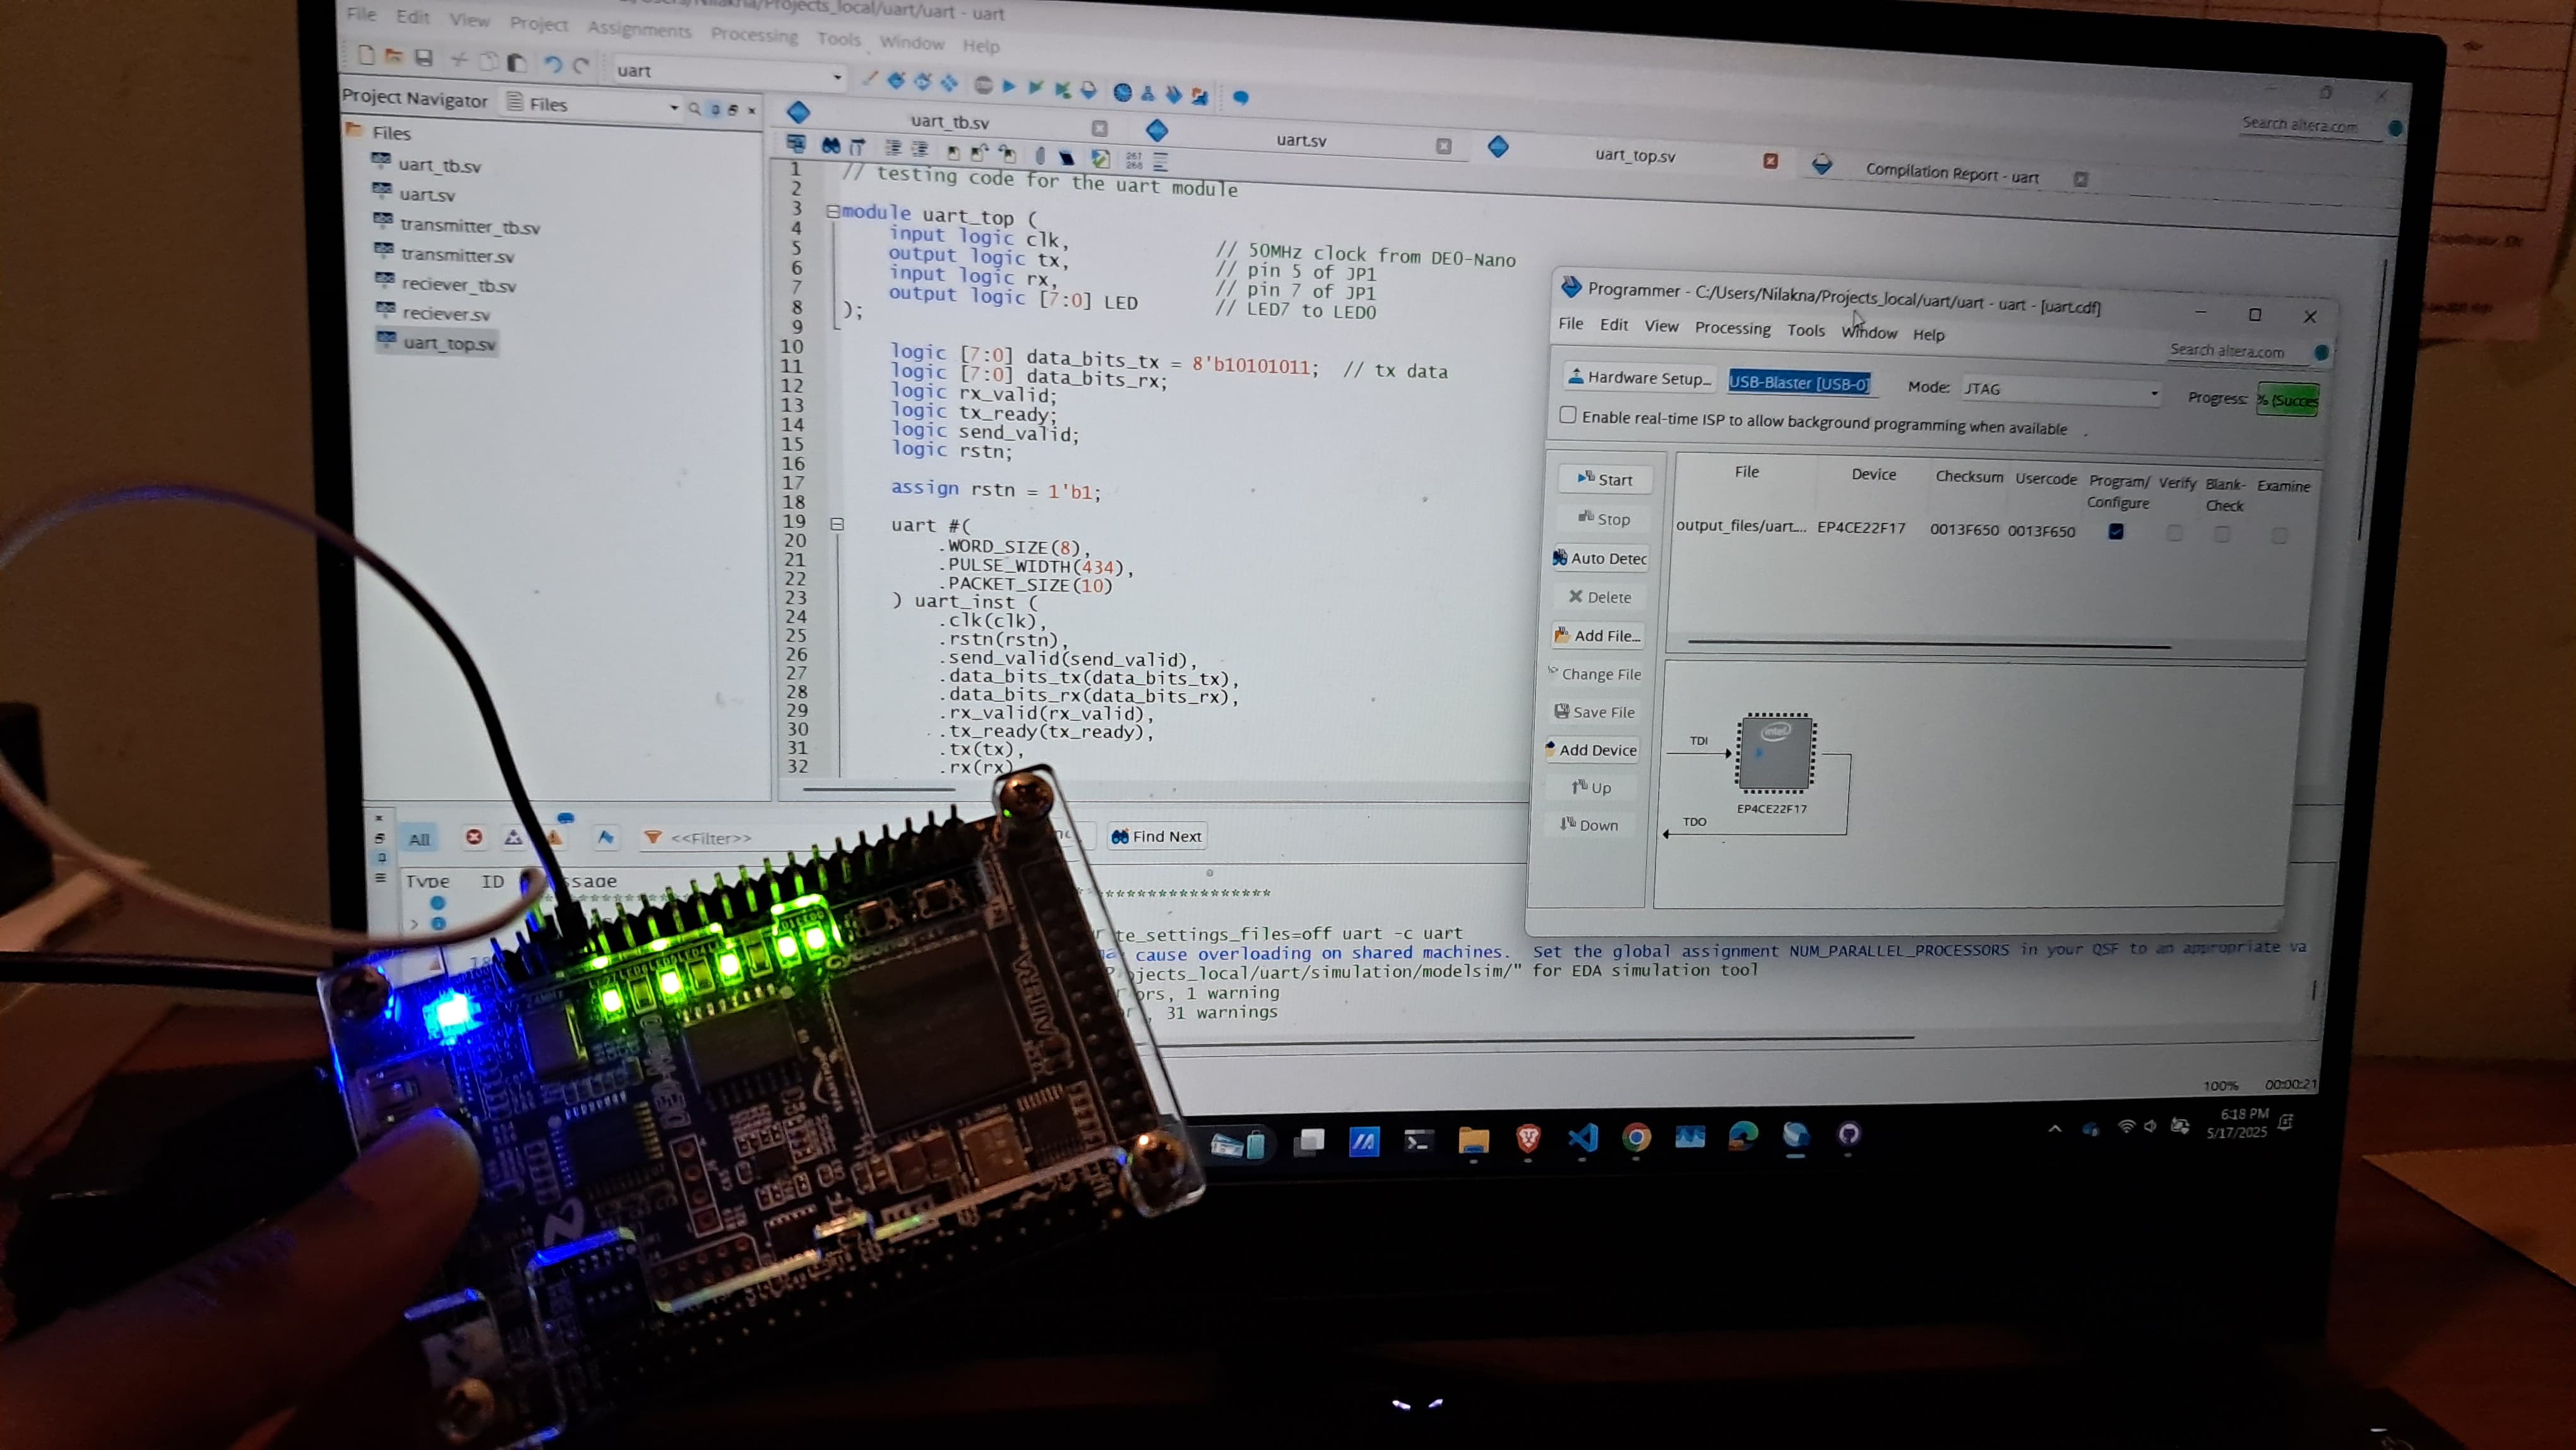 /Projects_local/uart/uart - uart
File Edit View Project Assignments Processing Tools Window Help
uart
Search altera.com
Project Navigator Files
Files
uart_tb.sv
uart.sv
transmitter_tb.sv
transmitter.sv
reciever_tb.sv
reciever.sv
uart_top.sv
uart_tb.sv uart.sv uart_top.sv Compilation Report - uart
267
268
1 // testing code for the uart module
2
3 module uart_top (
4 input logic clk, // 50MHz clock from DE0-Nano
5 output logic tx, // pin 5 of JP1
6 input logic rx, // pin 7 of JP1
7 output logic [7:0] LED // LED7 to LED0
8 );
9
10 logic [7:0] data_bits_tx = 8'b10101011; // tx data
11 logic [7:0] data_bits_rx;
12 logic rx_valid;
13 logic tx_ready;
14 logic send_valid;
15 logic rstn;
16
17 assign rstn = 1'b1;
18
19 uart #(
20 .WORD_SIZE(8),
21 .PULSE_WIDTH(434),
22 .PACKET_SIZE(10)
23 ) uart_inst (
24 .clk(clk),
25 .rstn(rstn),
26 .send_valid(send_valid),
27 .data_bits_tx(data_bits_tx),
28 .data_bits_rx(data_bits_rx),
29 .rx_valid(rx_valid),
30 .tx_ready(tx_ready),
31 .tx(tx),
32 .rx(rx)
Programmer - C:/Users/Nilakna/Projects_local/uart/uart - uart - [uart.cdf]
File Edit View Processing Tools Window Help
Search altera.com
Hardware Setup... USB-Blaster [USB-0] Mode: JTAG Progress: % (Succes
Enable real-time ISP to allow background programming when available
Start
Stop
Auto Detec
Delete
Add File...
Change File
Save File
Add Device
Up
Down
File Device Checksum Usercode Program/ Configure Verify Blank- Check Examine
output_files/uart... EP4CE22F17 0013F650 0013F650
TDI
intel
EP4CE22F17
TDO
All <<Filter>> Find Next
Type ID ssage
******************
te_settings_files=off uart -c uart
cause overloading on shared machines. Set the global assignment NUM_PARALLEL_PROCESSORS in your QSF to an appropriate va
ojects_local/uart/simulation/modelsim/" for EDA simulation tool
ors, 1 warning
, 31 warnings
100% 00:00:21
6:18 PM
5/17/2025
ALTERA